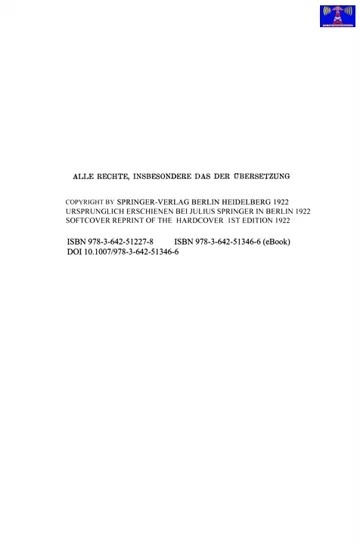 ALLE RECHTE, INSBESONDERE DAS DER ÜBERSETZUNG
COPYRIGHT BY SPRINGER-VERLAG BERLIN HEIDELBERG 1922
URSPRUNGLICH ERSCHIENEN BEI JULIUS SPRINGER IN BERLIN 1922
SOFTCOVER REPRINT OF THE HARDCOVER 1ST EDITION 1922
ISBN 978-3-642-51227-8 ISBN 978-3-642-51346-6 (eBook)
DOI 10.1007/978-3-642-51346-6